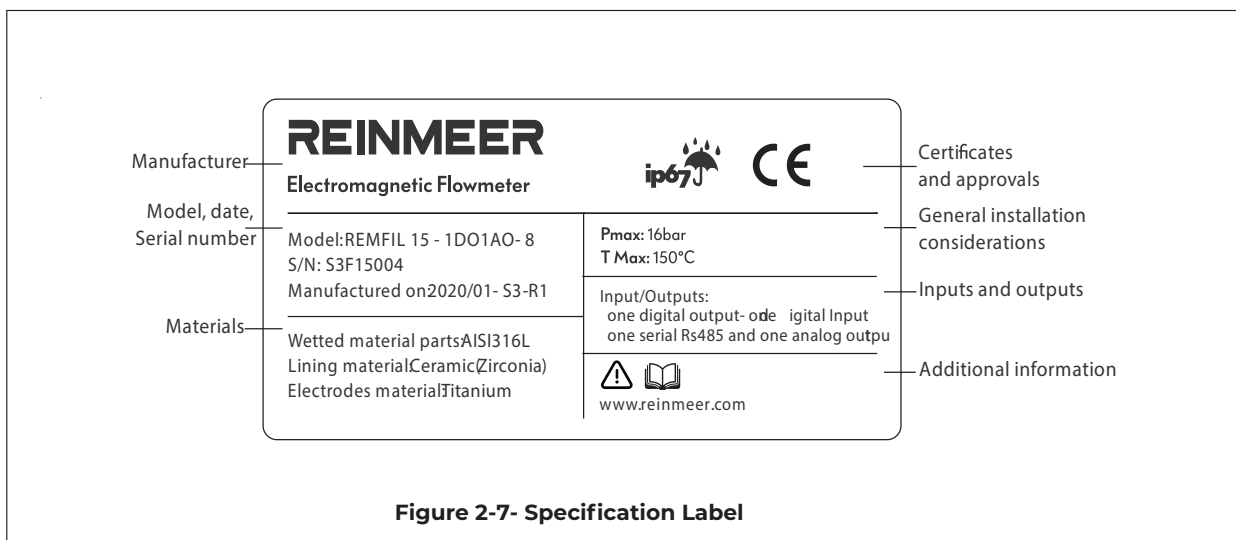 REINMEER
Electromagnetic Flowmeter
ip67
CE
Manufacturer
Certificates
and approvals
Model, date,
Serial number
Model:REMFIL 15 - 1DO1AO- 8
S/N: S3F15004
Manufactured on2020/01- S3-R1
Pmax: 16bar
T Max: 150°C
General installation
considerations
Input/Outputs:
one digital output- one digital Input
one serial Rs485 and one analog outpu
Inputs and outputs
Materials
Wetted material parts:AISI316L
Lining material:Ceramic(Zirconia)
Electrodes material:Titanium
www.reinmeer.com
Additional information
Figure 2-7- Specification Label